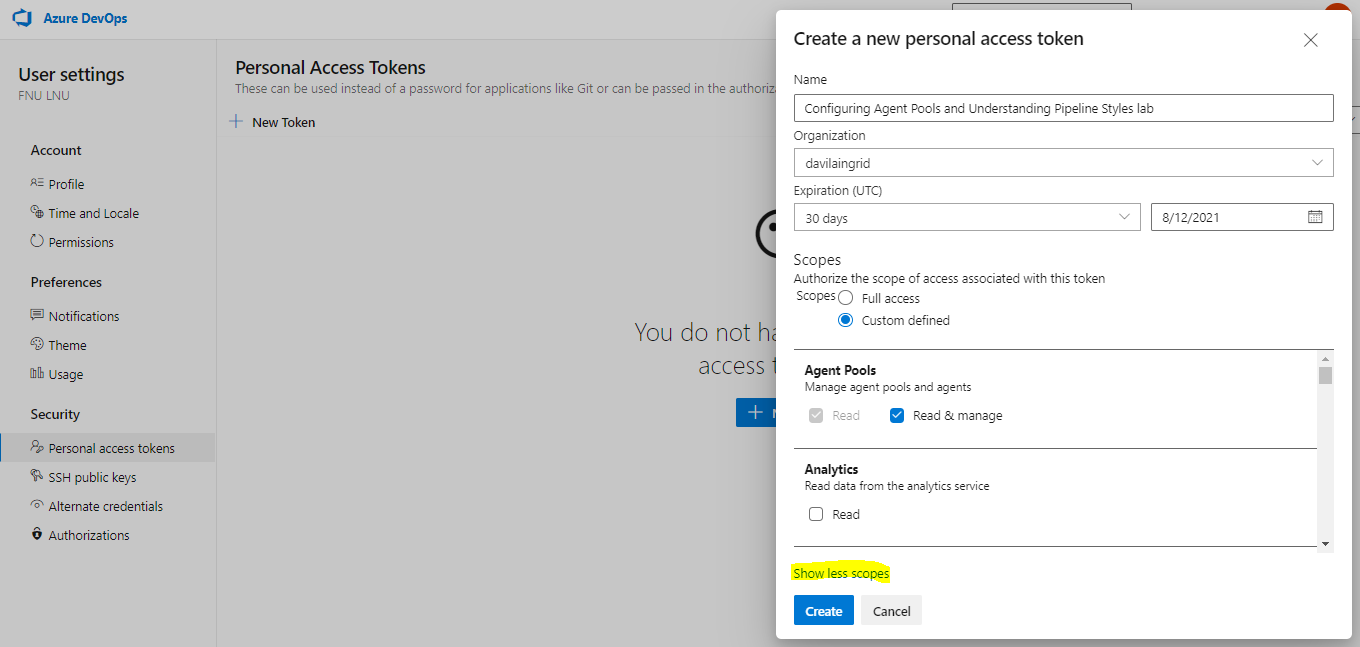 Azure DevOps
User settings
FNU LNU
Account
Profile
Time and Locale
Permissions
Preferences
Notifications
Theme
Usage
Security
Personal access tokens
SSH public keys
Alternate credentials
Authorizations
Personal Access Tokens
These can be used instead of a password for applications like Git or can be passed in the
New Token
You do not
access
Create a new personal access token
Name
Configuring Agent Pools and Understanding Pipeline Styles lab
Organization
davilaingrid
Expiration (UTC)
30 days
8/12/2021
Scopes
Authorize the scope of access associated with this token
Scopes
Full access
Custom defined
Agent Pools
Manage agent pools and agents
Read
Read & manage
Analytics
Read data from the analytics service
Read
Show less scopes
Create
Cancel